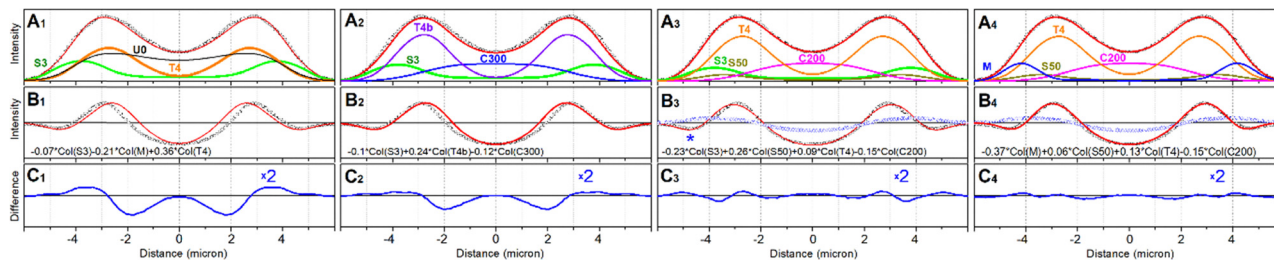 Intensity
A1
S3
U0
T4
A2
T4b
S3
C300
A3
T4
S3 S50
C200
A4
T4
C200
M
S50
Intensity
B1
-0.07*Col(S3)-0.21*Col(M)+0.36*Col(T4)
B2
-0.1*Col(S3)+0.24*Col(T4b)-0.12*Col(C300)
B3
*
-0.23*Col(S3)+0.26*Col(S50)+0.09*Col(T4)-0.15*Col(C200)
B4
-0.37*Col(M)+0.06*Col(S50)+0.13*Col(T4)-0.15*Col(C200)
Difference
C1
×2
C2
×2
C3
×2
C4
×2
-4 -2 0 2 4
-4 -2 0 2 4
-4 -2 0 2 4
-4 -2 0 2 4
Distance (micron)
Distance (micron)
Distance (micron)
Distance (micron)